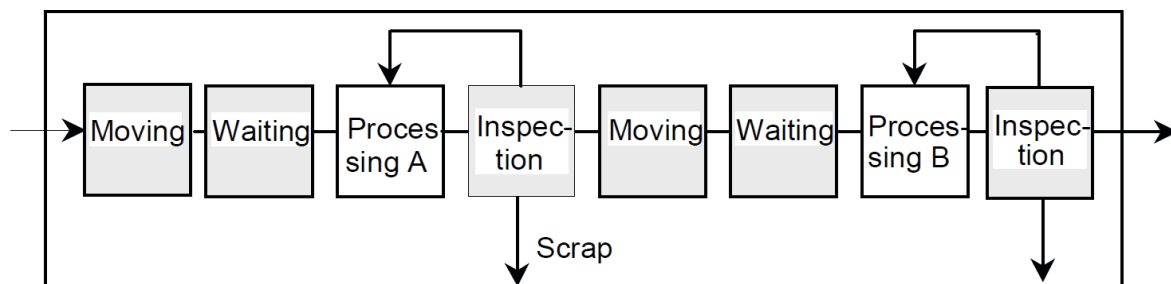 Moving
Waiting
Proces-
sing A
Inspec-
tion
Moving
Waiting
Proces-
sing B
Inspec-
tion
Scrap